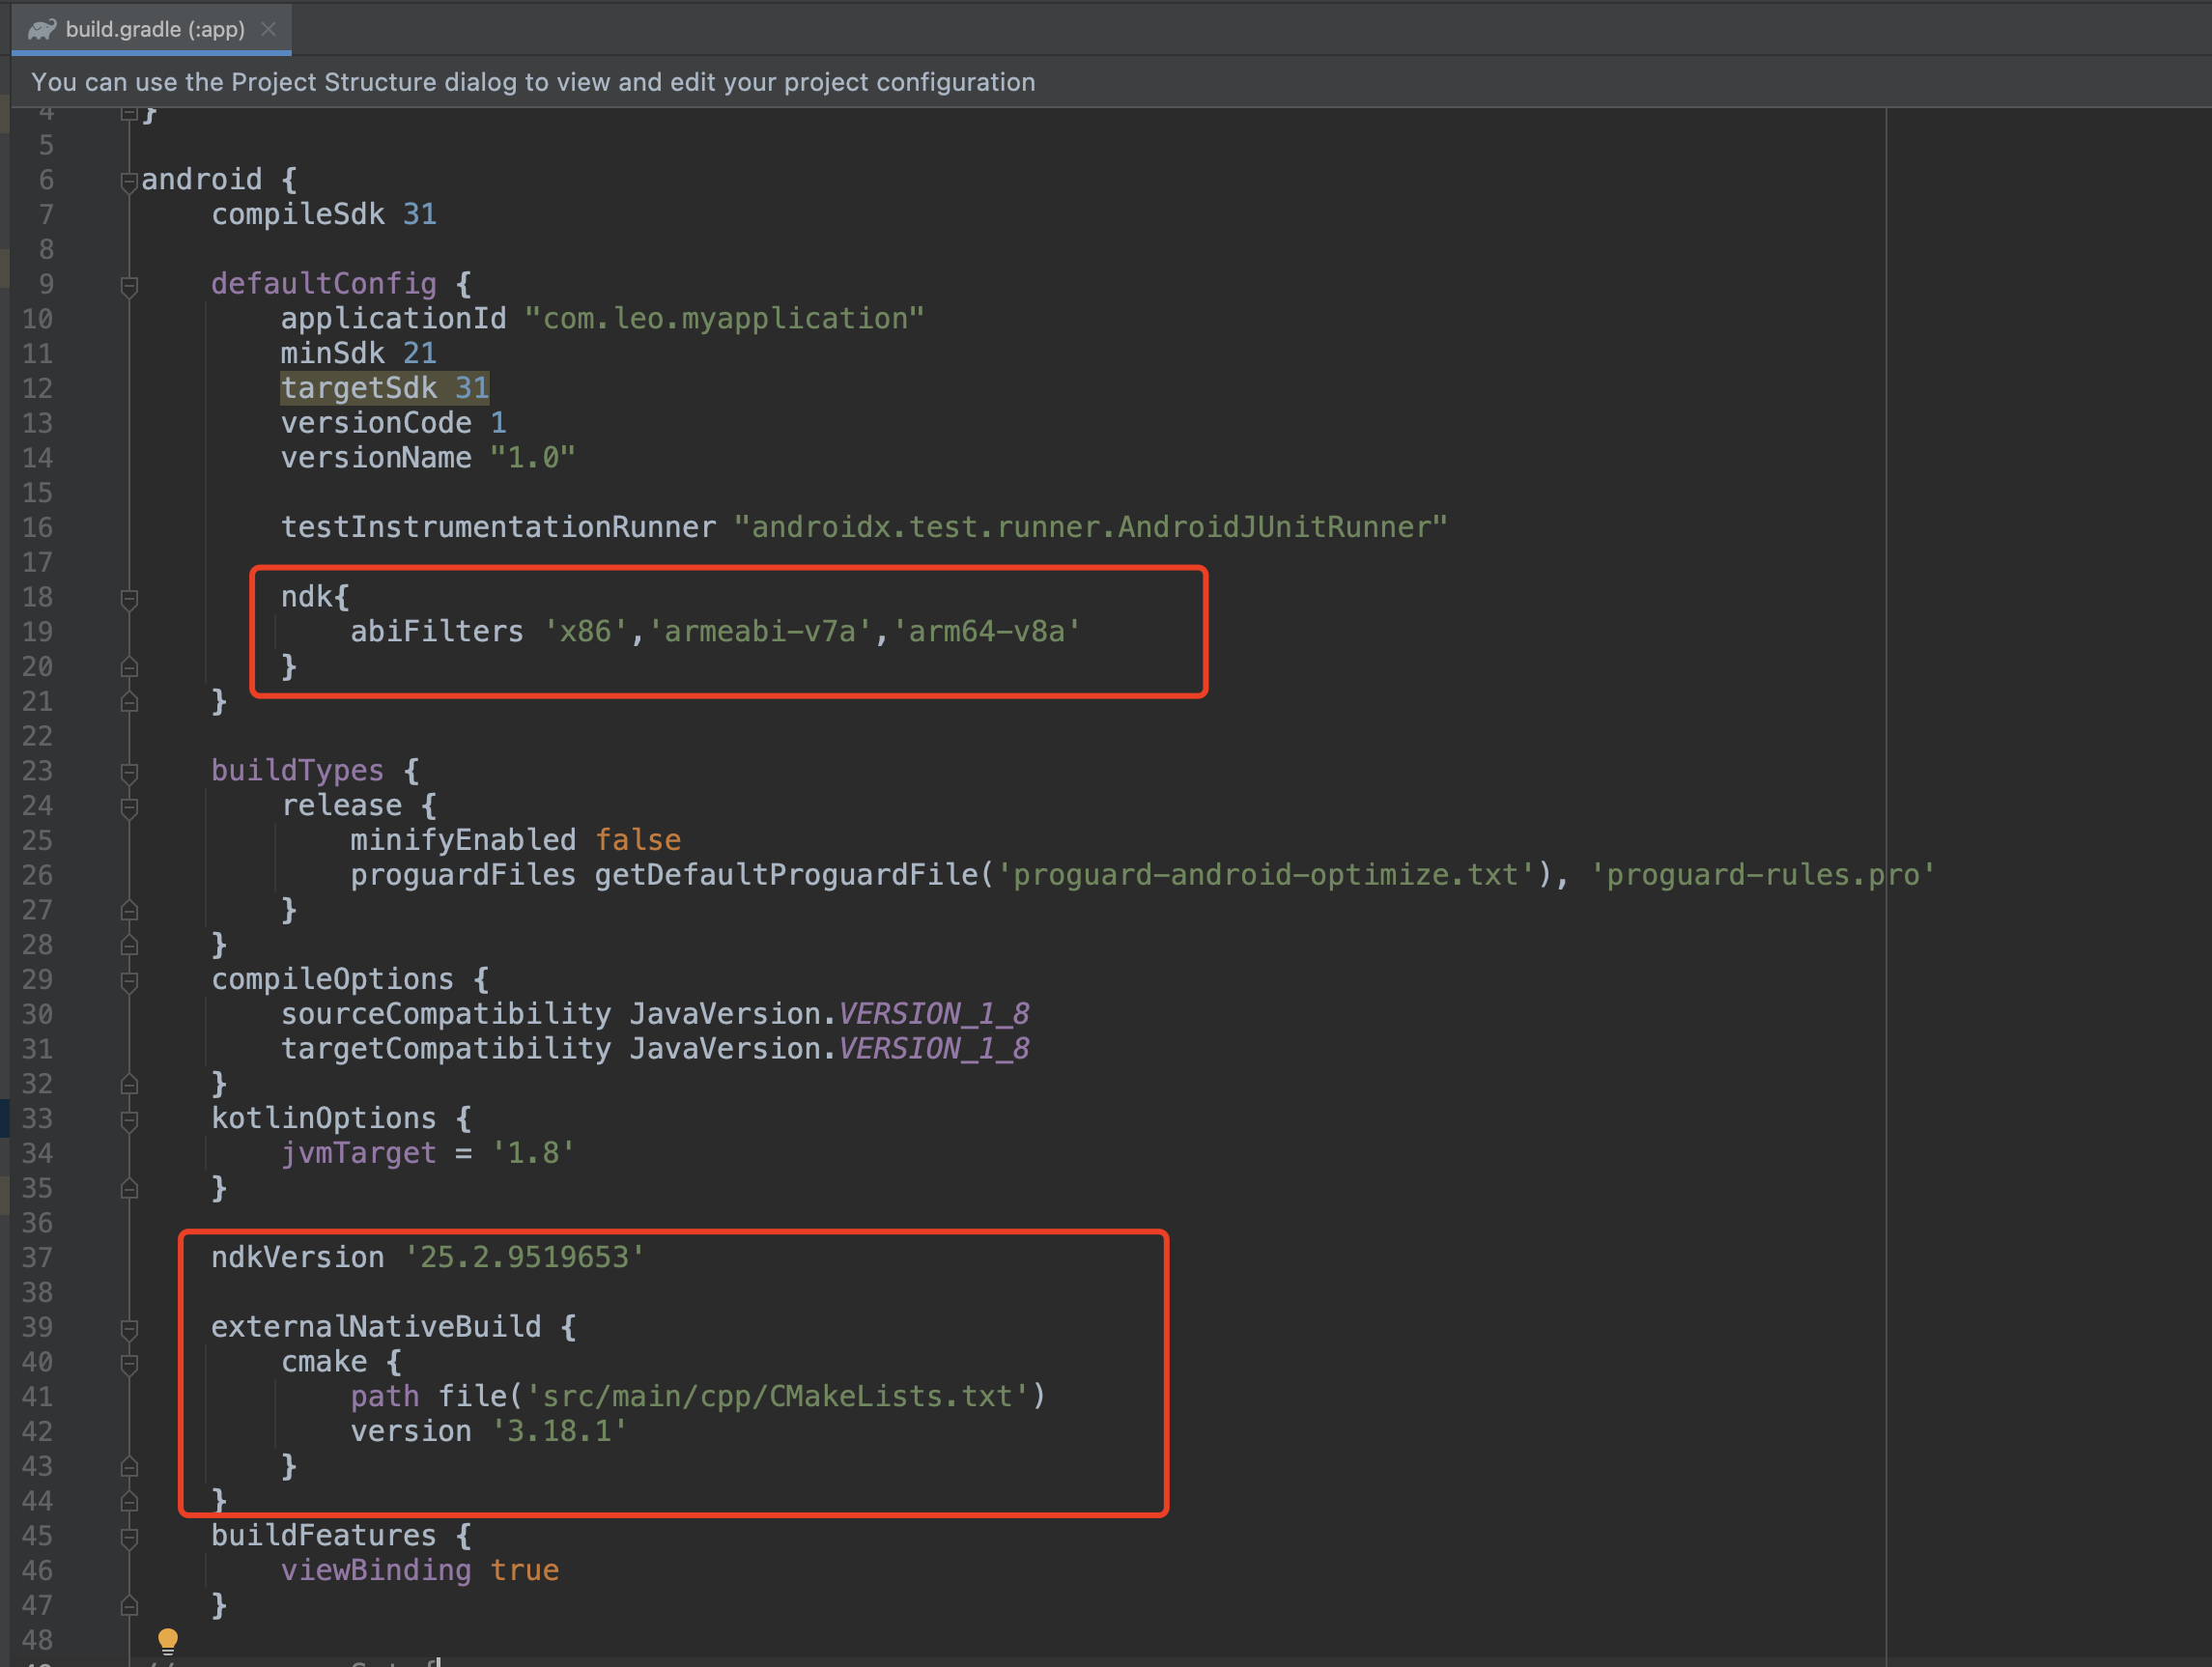 build.gradle (:app)
You can use the Project Structure dialog to view and edit your project configuration
4 }
5
6 android {
7 compileSdk 31
8
9 defaultConfig {
10 applicationId "com.leo.myapplication"
11 minSdk 21
12 targetSdk 31
13 versionCode 1
14 versionName "1.0"
15
16 testInstrumentationRunner "androidx.test.runner.AndroidJUnitRunner"
17
18 ndk{
19 abiFilters 'x86','armeabi-v7a','arm64-v8a'
20 }
21 }
22
23 buildTypes {
24 release {
25 minifyEnabled false
26 proguardFiles getDefaultProguardFile('proguard-android-optimize.txt'), 'proguard-rules.pro'
27 }
28 }
29 compileOptions {
30 sourceCompatibility JavaVersion.VERSION_1_8
31 targetCompatibility JavaVersion.VERSION_1_8
32 }
33 kotlinOptions {
34 jvmTarget = '1.8'
35 }
36
37 ndkVersion '25.2.9519653'
38
39 externalNativeBuild {
40 cmake {
41 path file('src/main/cpp/CMakeLists.txt')
42 version '3.18.1'
43 }
44 }
45 buildFeatures {
46 viewBinding true
47 }
48